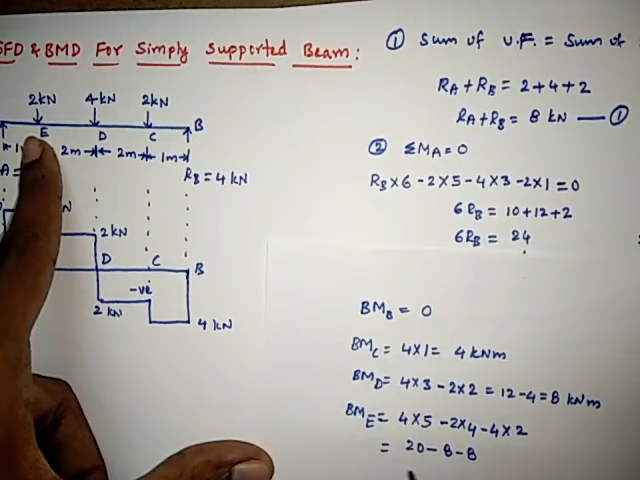 SFD & BMD For Simply Supported Beam:
2kN 4kN 2kN
E D C B
1 2m 2m 1m
A= RB = 4 kN
N
2kN
D C B
-ve
2 kN
4 kN
① Sum of V.F. = Sum of
RA+RB = 2+4+2
RA+RB = 8 kN —①
② ΣMA=0
RB×6-2×5-4×3-2×1=0
6RB = 10+12+2
6RB = 24
BMB = 0
BMC = 4×1= 4 kNm
BMD= 4×3-2×2 = 12-4=8 kNm
BME= 4×5-2×4-4×2
= 20-8-8